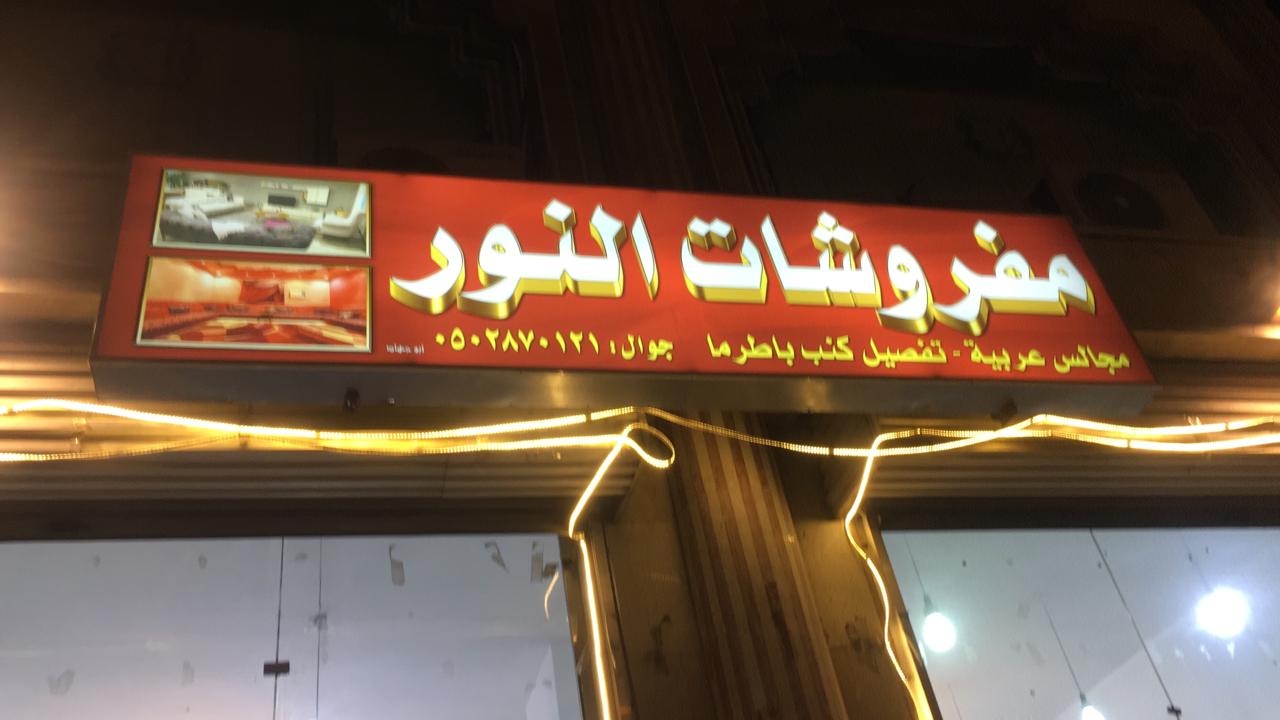 مفروشات النور
مجالس عربية - تفصيل كنب باطرما جوال: ٠٥٠٢٨٧٠١٢١